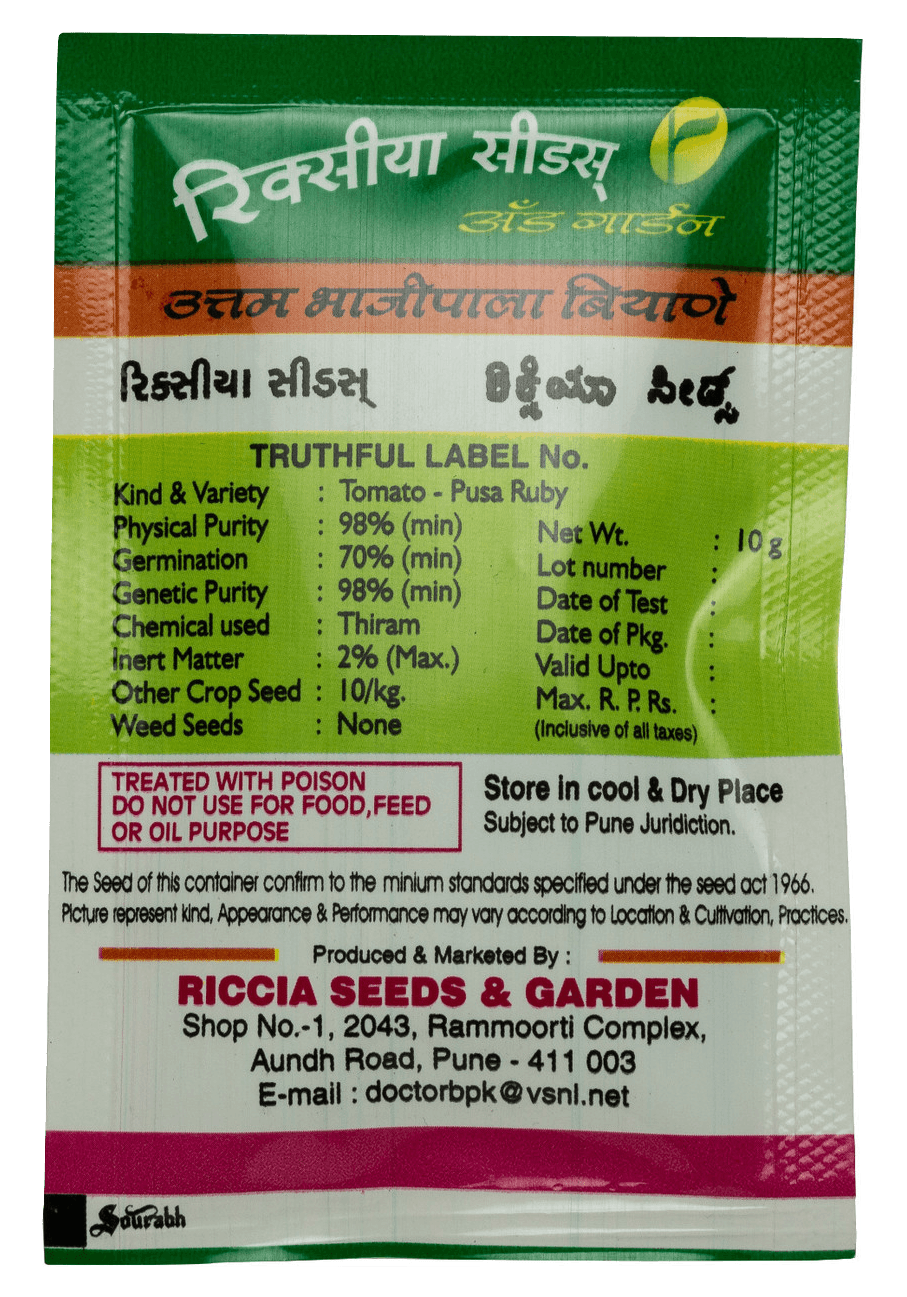 रिक्सीया सीडस्
अँड गार्डन
उत्तम भाजीपाला बियाणे
રિક્સીયા સીડસ્ ರಿಕ್ಸಿಯಾ ಸೀಡ್ಸ
TRUTHFUL LABEL No.
Kind & Variety : Tomato - Pusa Ruby
Physical Purity : 98% (min)
Germination : 70% (min)
Genetic Purity : 98% (min)
Chemical used : Thiram
Inert Matter : 2% (Max.)
Other Crop Seed : 10/kg.
Weed Seeds : None
Net Wt. : 10 g
Lot number :
Date of Test :
Date of Pkg. :
Valid Upto :
Max. R. P. Rs. :
(Inclusive of all taxes)
TREATED WITH POISON
DO NOT USE FOR FOOD,FEED
OR OIL PURPOSE
Store in cool & Dry Place
Subject to Pune Juridiction.
The Seed of this container confirm to the minium standards specified under the seed act 1966.
Picture represent kind, Appearance & Performance may vary according to Location & Cultivation, Practices.
Produced & Marketed By :
RICCIA SEEDS & GARDEN
Shop No.-1, 2043, Rammoorti Complex,
Aundh Road, Pune - 411 003
E-mail : doctorbpk@vsnl.net
Sourabh